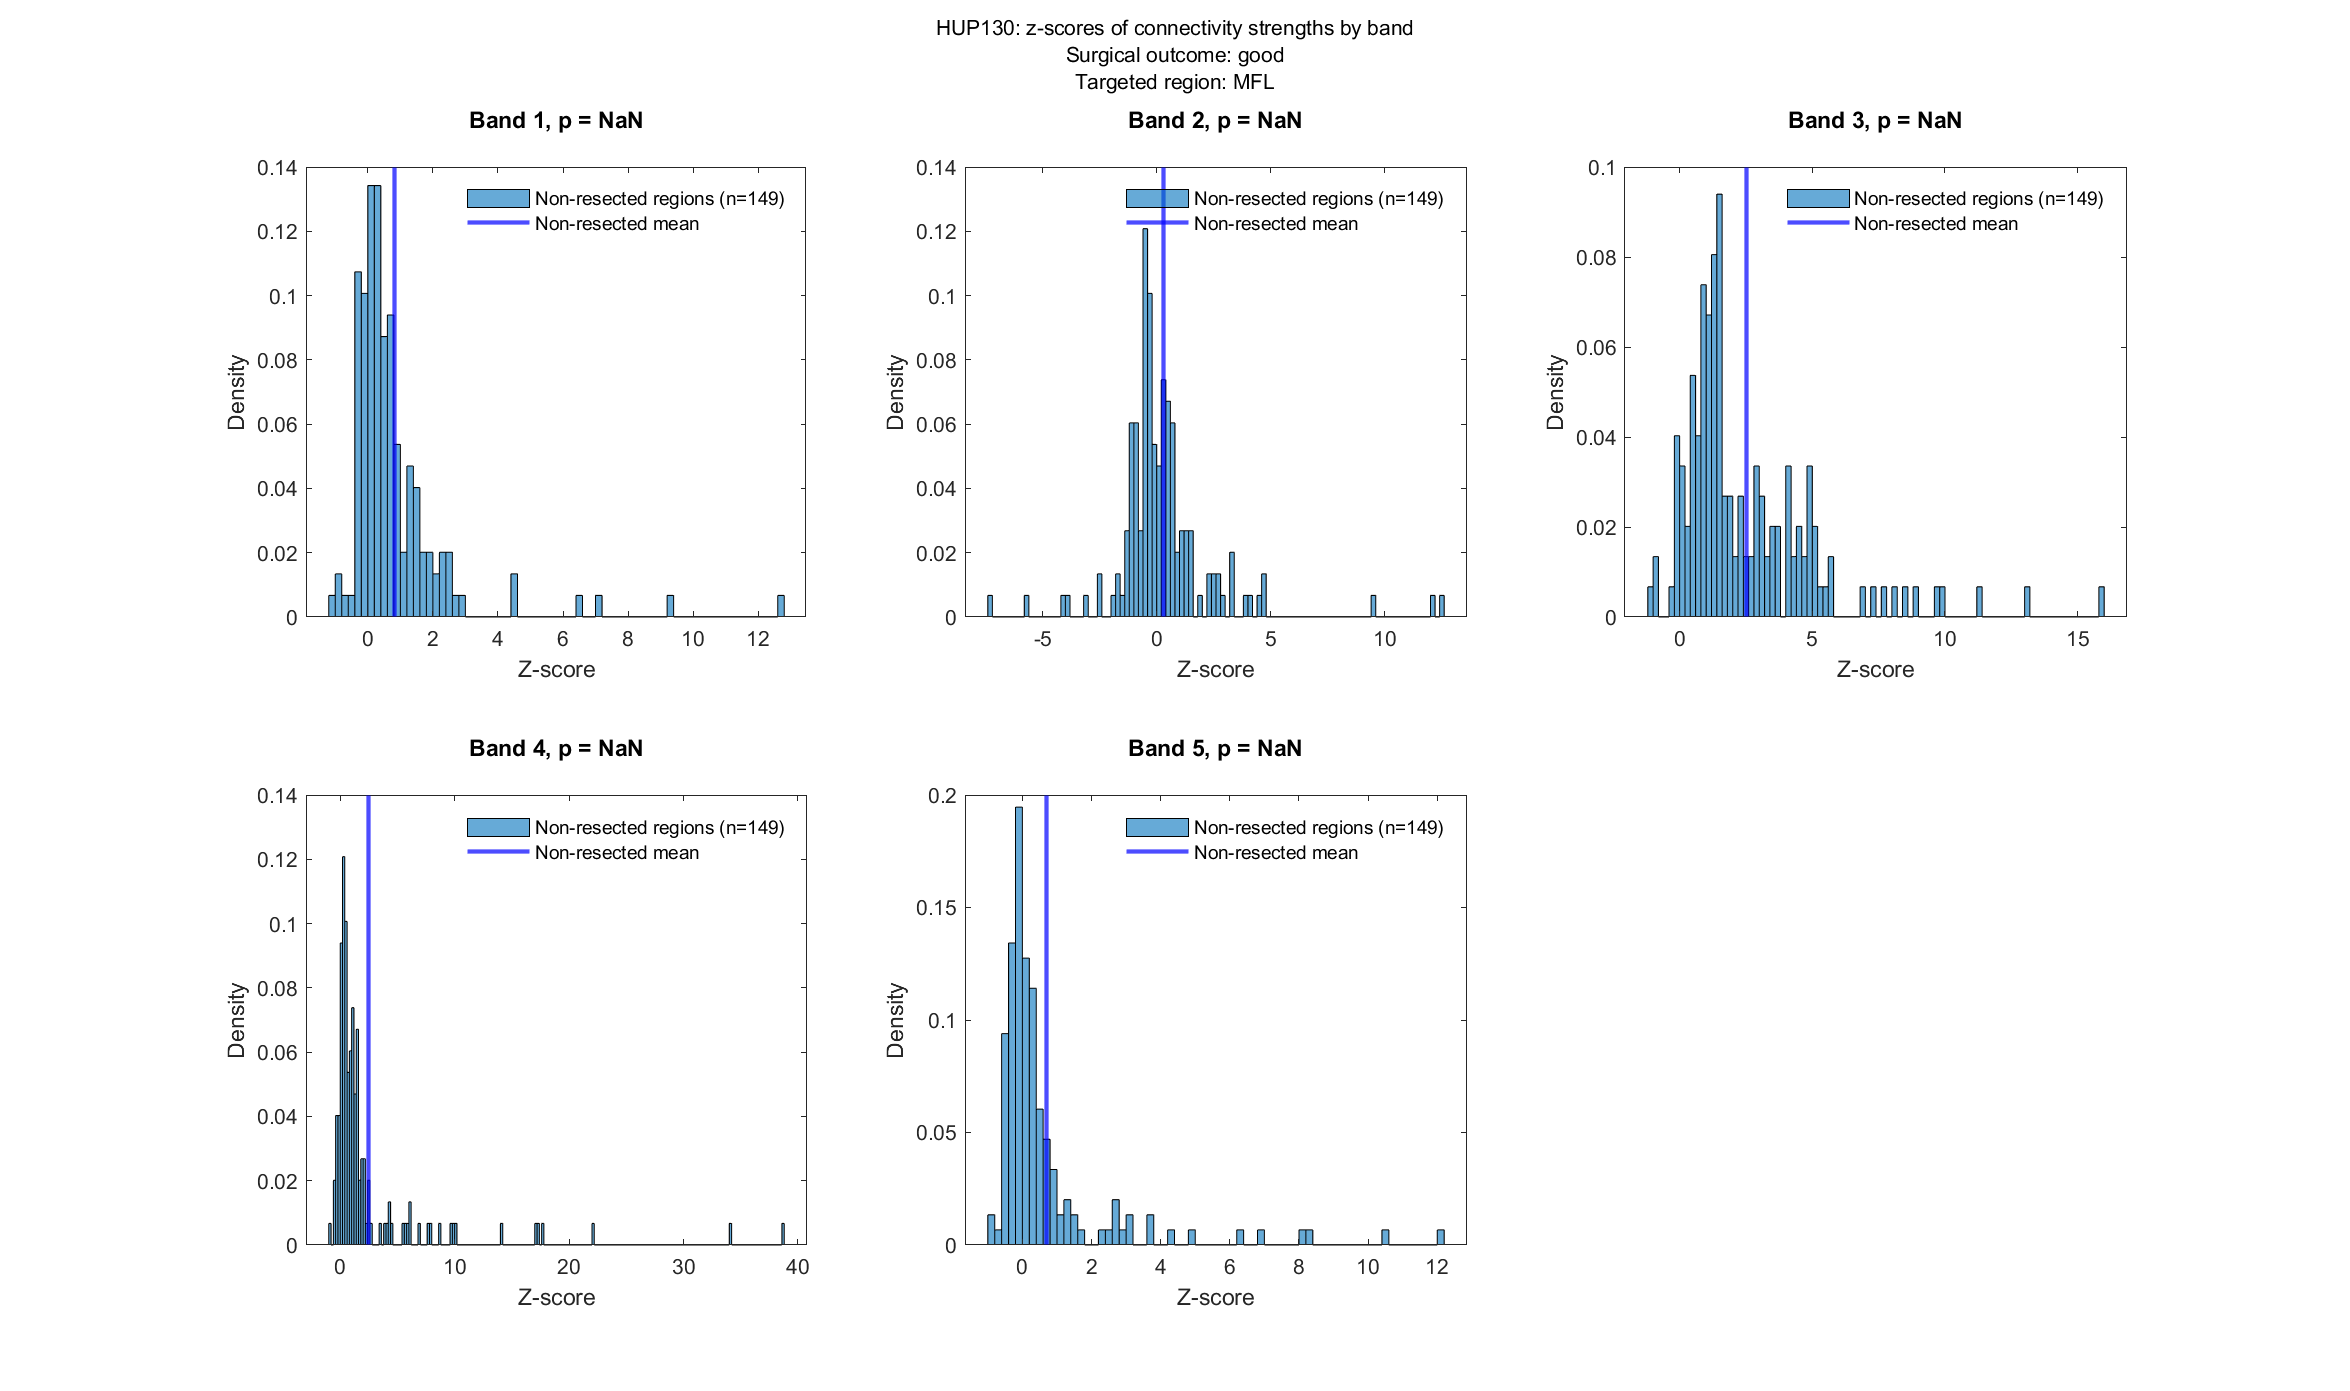 HUP130: z-scores of connectivity strengths by band
Surgical outcome: good
Targeted region: MFL
Band 1, p = NaN
Non-resected regions (n=149)
Non-resected mean
0.14
0.12
0.1
0.08
0.06
0.04
0.02
0
Density
0 2 4 6 8 10 12
Z-score
Band 2, p = NaN
Non-resected regions (n=149)
Non-resected mean
0.14
0.12
0.1
0.08
0.06
0.04
0.02
0
Density
-5 0 5 10
Z-score
Band 3, p = NaN
Non-resected regions (n=149)
Non-resected mean
0.1
0.08
0.06
0.04
0.02
0
Density
0 5 10 15
Z-score
Band 4, p = NaN
Non-resected regions (n=149)
Non-resected mean
0.14
0.12
0.1
0.08
0.06
0.04
0.02
0
Density
0 10 20 30 40
Z-score
Band 5, p = NaN
Non-resected regions (n=149)
Non-resected mean
0.2
0.15
0.1
0.05
0
Density
0 2 4 6 8 10 12
Z-score